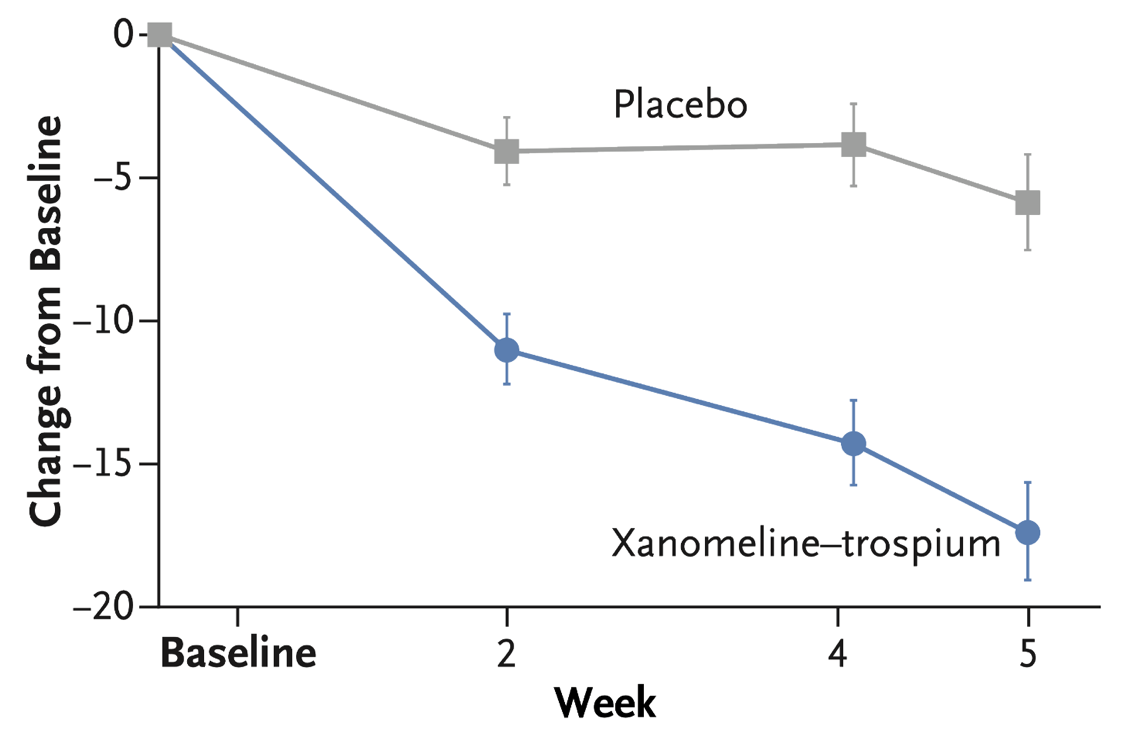 0
Placebo
–5
Change from Baseline
–10
–15
Xanomeline–trospium
–20
Baseline 2 4 5
Week